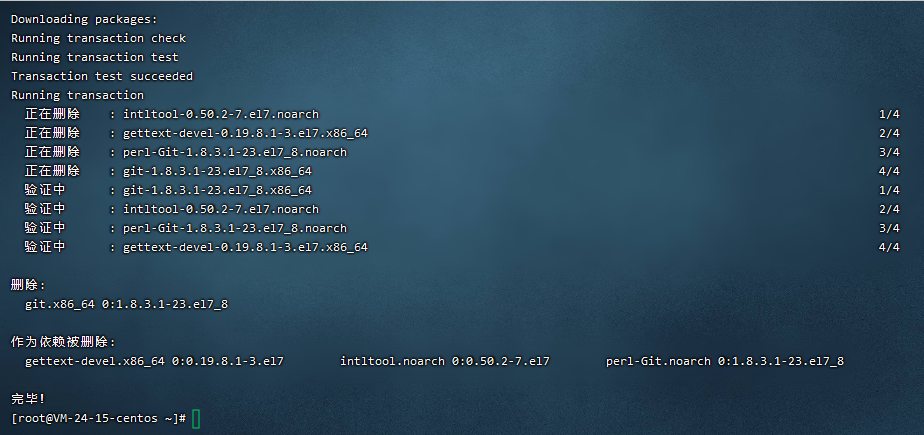 Downloading packages:
Running transaction check
Running transaction test
Transaction test succeeded
Running transaction
  正在删除    : intltool-0.50.2-7.el7.noarch    1/4
  正在删除    : gettext-devel-0.19.8.1-3.el7.x86_64    2/4
  正在删除    : perl-Git-1.8.3.1-23.el7_8.noarch    3/4
  正在删除    : git-1.8.3.1-23.el7_8.x86_64    4/4
  验证中      : git-1.8.3.1-23.el7_8.x86_64    1/4
  验证中      : intltool-0.50.2-7.el7.noarch    2/4
  验证中      : perl-Git-1.8.3.1-23.el7_8.noarch    3/4
  验证中      : gettext-devel-0.19.8.1-3.el7.x86_64    4/4
删除:
  git.x86_64 0:1.8.3.1-23.el7_8
作为依赖被删除:
  gettext-devel.x86_64 0:0.19.8.1-3.el7    intltool.noarch 0:0.50.2-7.el7    perl-Git.noarch 0:1.8.3.1-23.el7_8
完毕!
[root@VM-24-15-centos ~]#